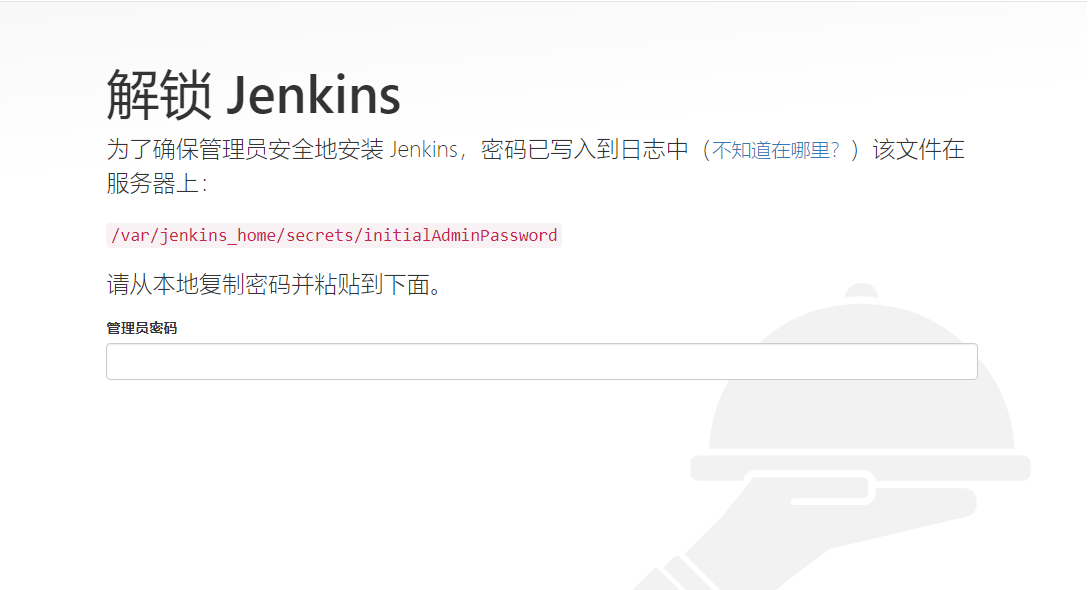 解锁 Jenkins
为了确保管理员安全地安装 Jenkins，密码已写入到日志中（不知道在哪里？）该文件在
服务器上：
/var/jenkins_home/secrets/initialAdminPassword
请从本地复制密码并粘贴到下面。
管理员密码